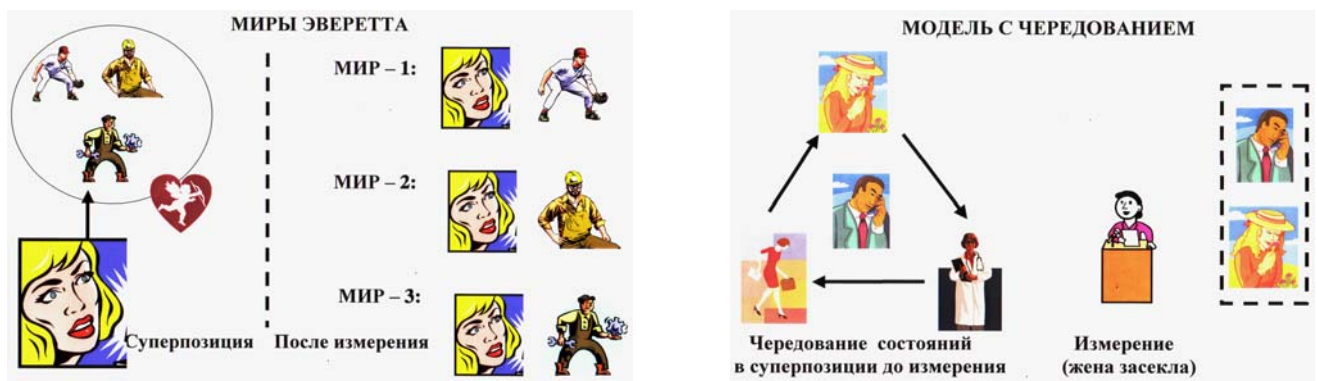 МИРЫ ЭВЕРЕТТА
МИР – 1:
МИР – 2:
МИР – 3:
Суперпозиция
После измерения
МОДЕЛЬ С ЧЕРЕДОВАНИЕМ
Чередование состояний
в суперпозиции до измерения
Измерение
(жена засекла)